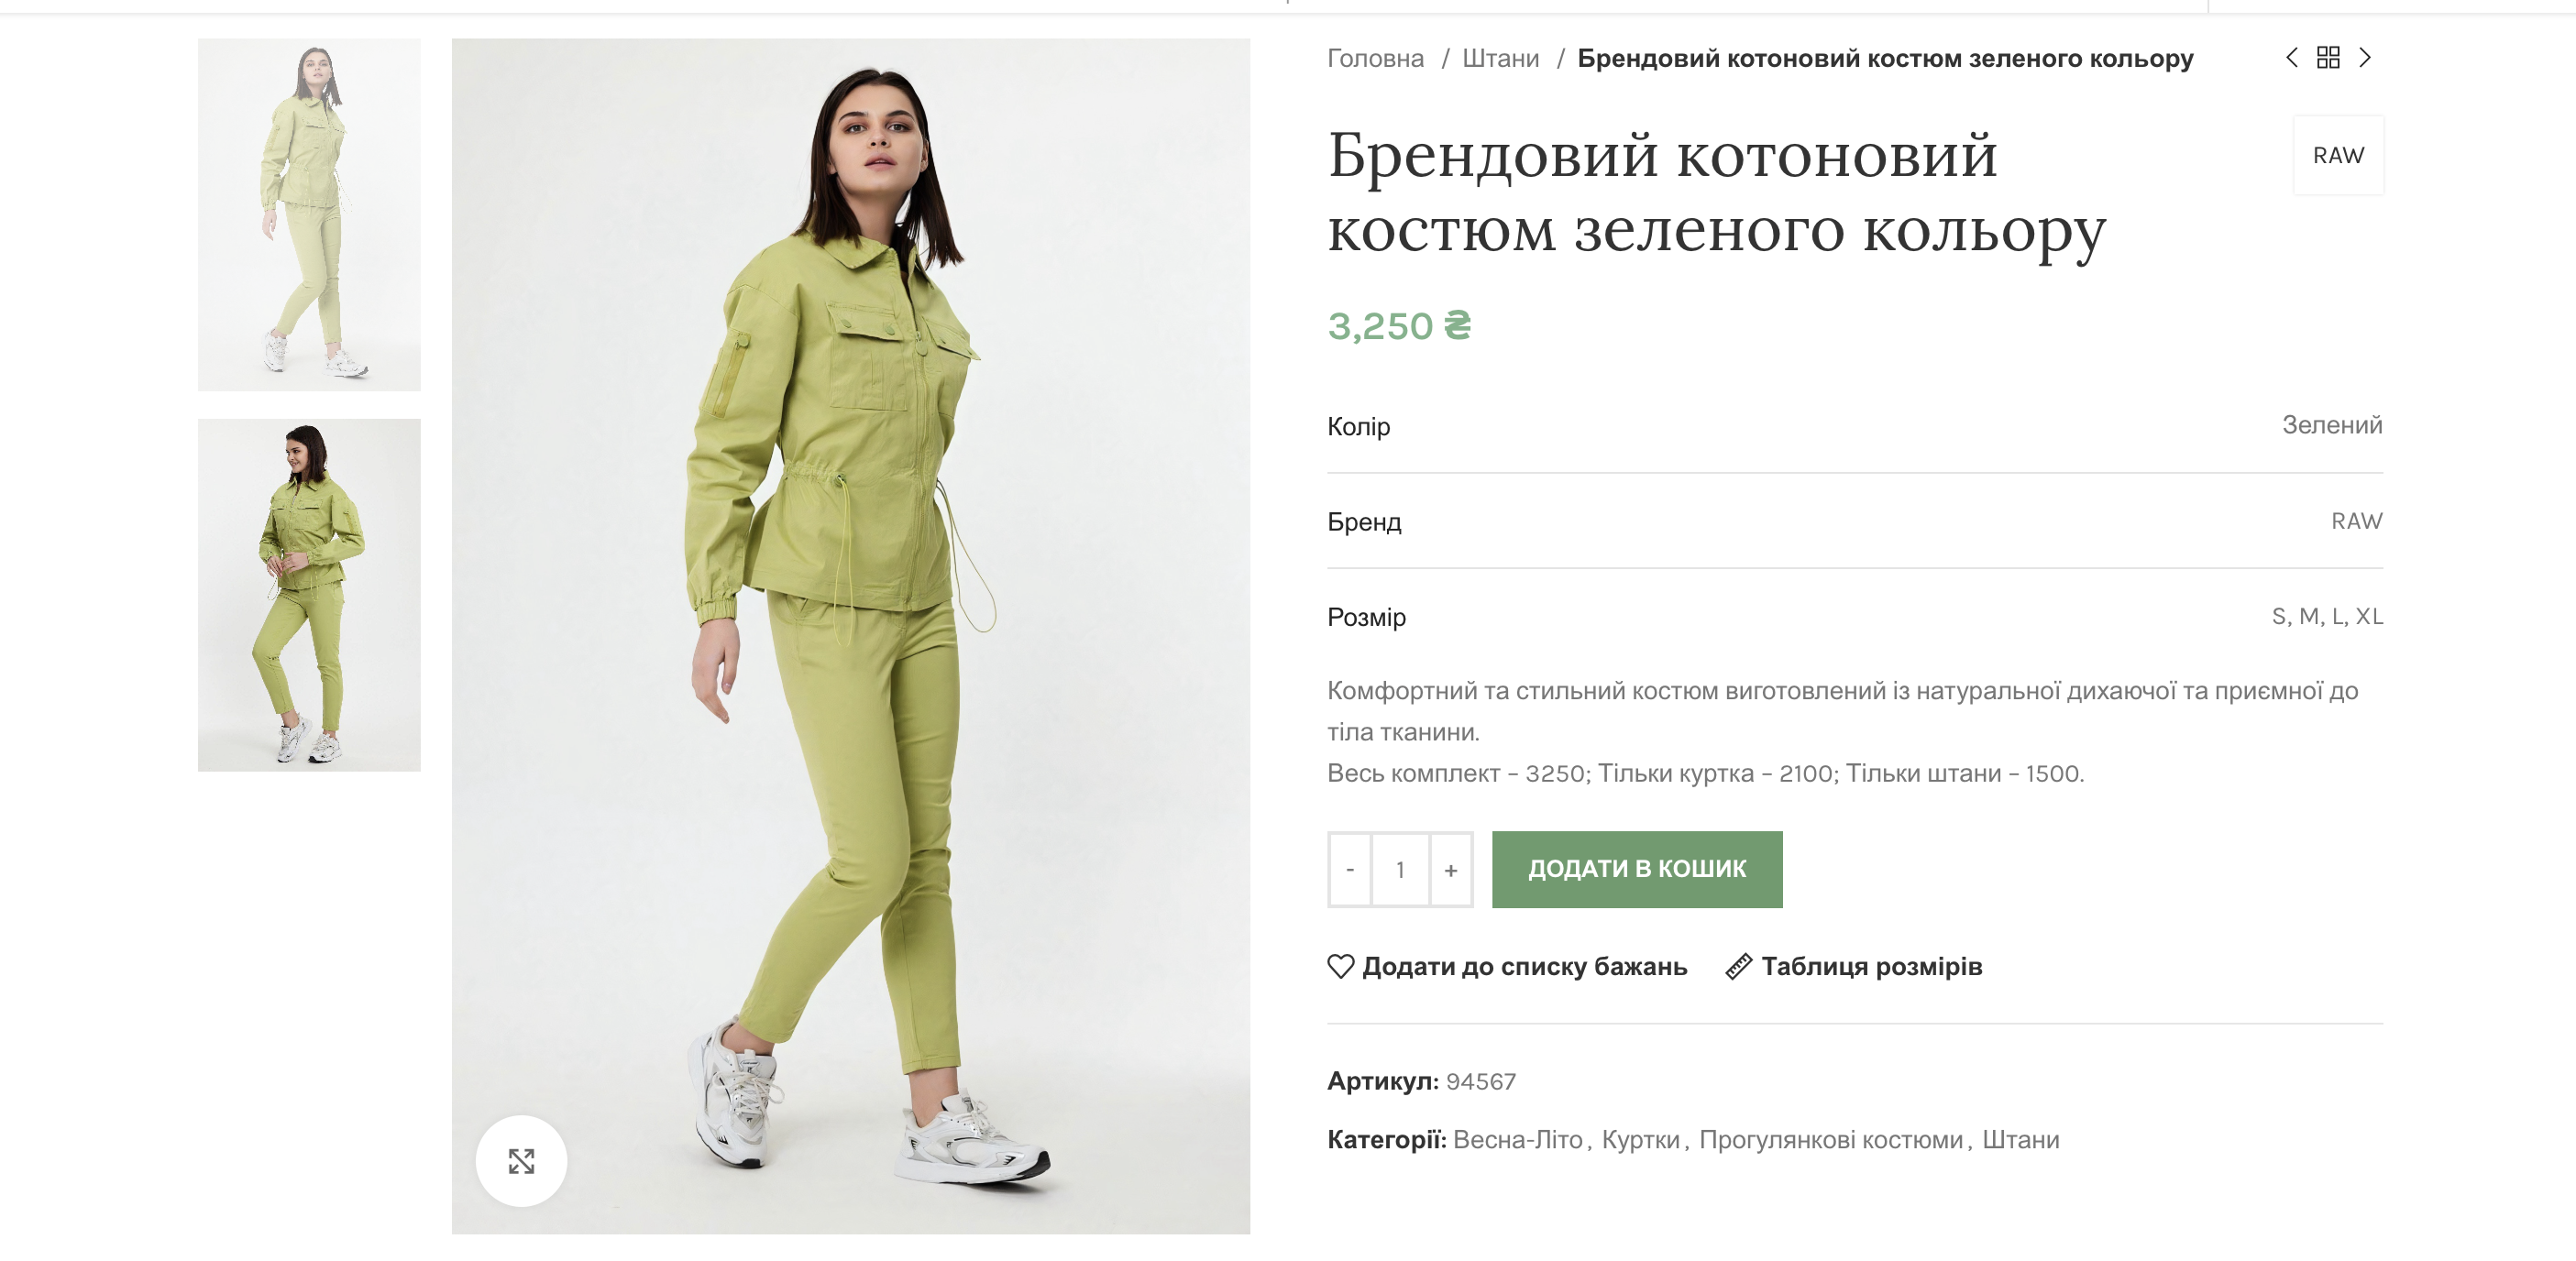 Головна / Штани / Брендовий котоновий костюм зеленого кольору
Брендовий котоновий
костюм зеленого кольору
RAW
3,250 ₴
Колір Зелений
Бренд RAW
Розмір S, M, L, XL
Комфортний та стильний костюм виготовлений із натуральної дихаючої та приємної до
тіла тканини.
Весь комплект – 3250; Тільки куртка – 2100; Тільки штани – 1500.
- 1 + ДОДАТИ В КОШИК
Додати до списку бажань Таблиця розмірів
Артикул: 94567
Категорії: Весна-Літо, Куртки, Прогулянкові костюми, Штани